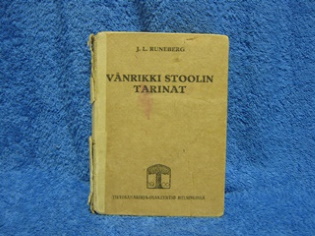 J. L. RUNEBERG
VÄNRIKKI STOOLIN
TARINAT